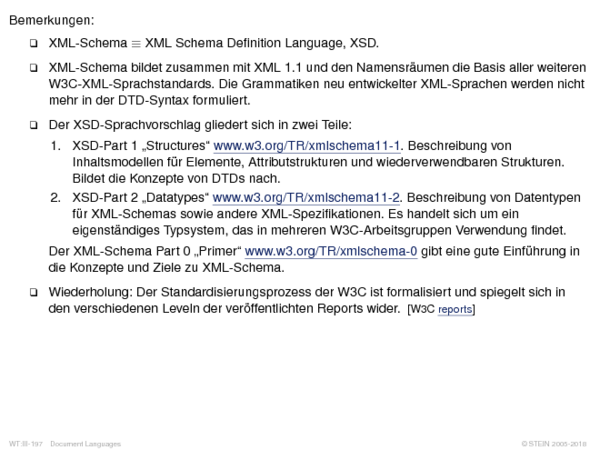 Bemerkungen:
❑ XML-Schema ≡ XML Schema Definition Language, XSD.
❑ XML-Schema bildet zusammen mit XML 1.1 und den Namensräumen die Basis aller weiteren
W3C-XML-Sprachstandards. Die Grammatiken neu entwickelter XML-Sprachen werden nicht
mehr in der DTD-Syntax formuliert.
❑ Der XSD-Sprachvorschlag gliedert sich in zwei Teile:
1. XSD-Part 1 „Structures“ www.w3.org/TR/xmlschema11-1. Beschreibung von
Inhaltsmodellen für Elemente, Attributstrukturen und wiederverwendbaren Strukturen.
Bildet die Konzepte von DTDs nach.
2. XSD-Part 2 „Datatypes“ www.w3.org/TR/xmlschema11-2. Beschreibung von Datentypen
für XML-Schemas sowie andere XML-Spezifikationen. Es handelt sich um ein
eigenständiges Typsystem, das in mehreren W3C-Arbeitsgruppen Verwendung findet.
Der XML-Schema Part 0 „Primer“ www.w3.org/TR/xmlschema-0 gibt eine gute Einführung in
die Konzepte und Ziele zu XML-Schema.
❑ Wiederholung: Der Standardisierungsprozess der W3C ist formalisiert und spiegelt sich in
den verschiedenen Leveln der veröffentlichten Reports wider. [W3C reports]
WT:III-197 Document Languages © STEIN 2005-2018